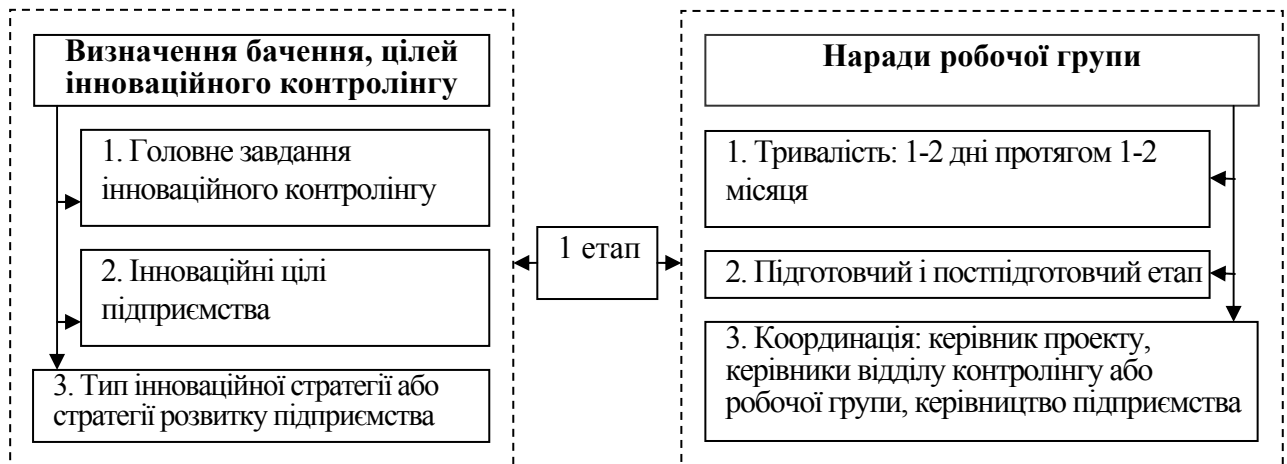 Визначення бачення, цілей
інноваційного контролінгу
1. Головне завдання
інноваційного контролінгу
2. Інноваційні цілі
підприємства
3. Тип інноваційної стратегії або
стратегії розвитку підприємства
1 етап
Наради робочої групи
1. Тривалість: 1-2 дні протягом 1-2
місяця
2. Підготовчий і постпідготовчий етап
3. Координація: керівник проекту,
керівники відділу контролінгу або
робочої групи, керівництво підприємства